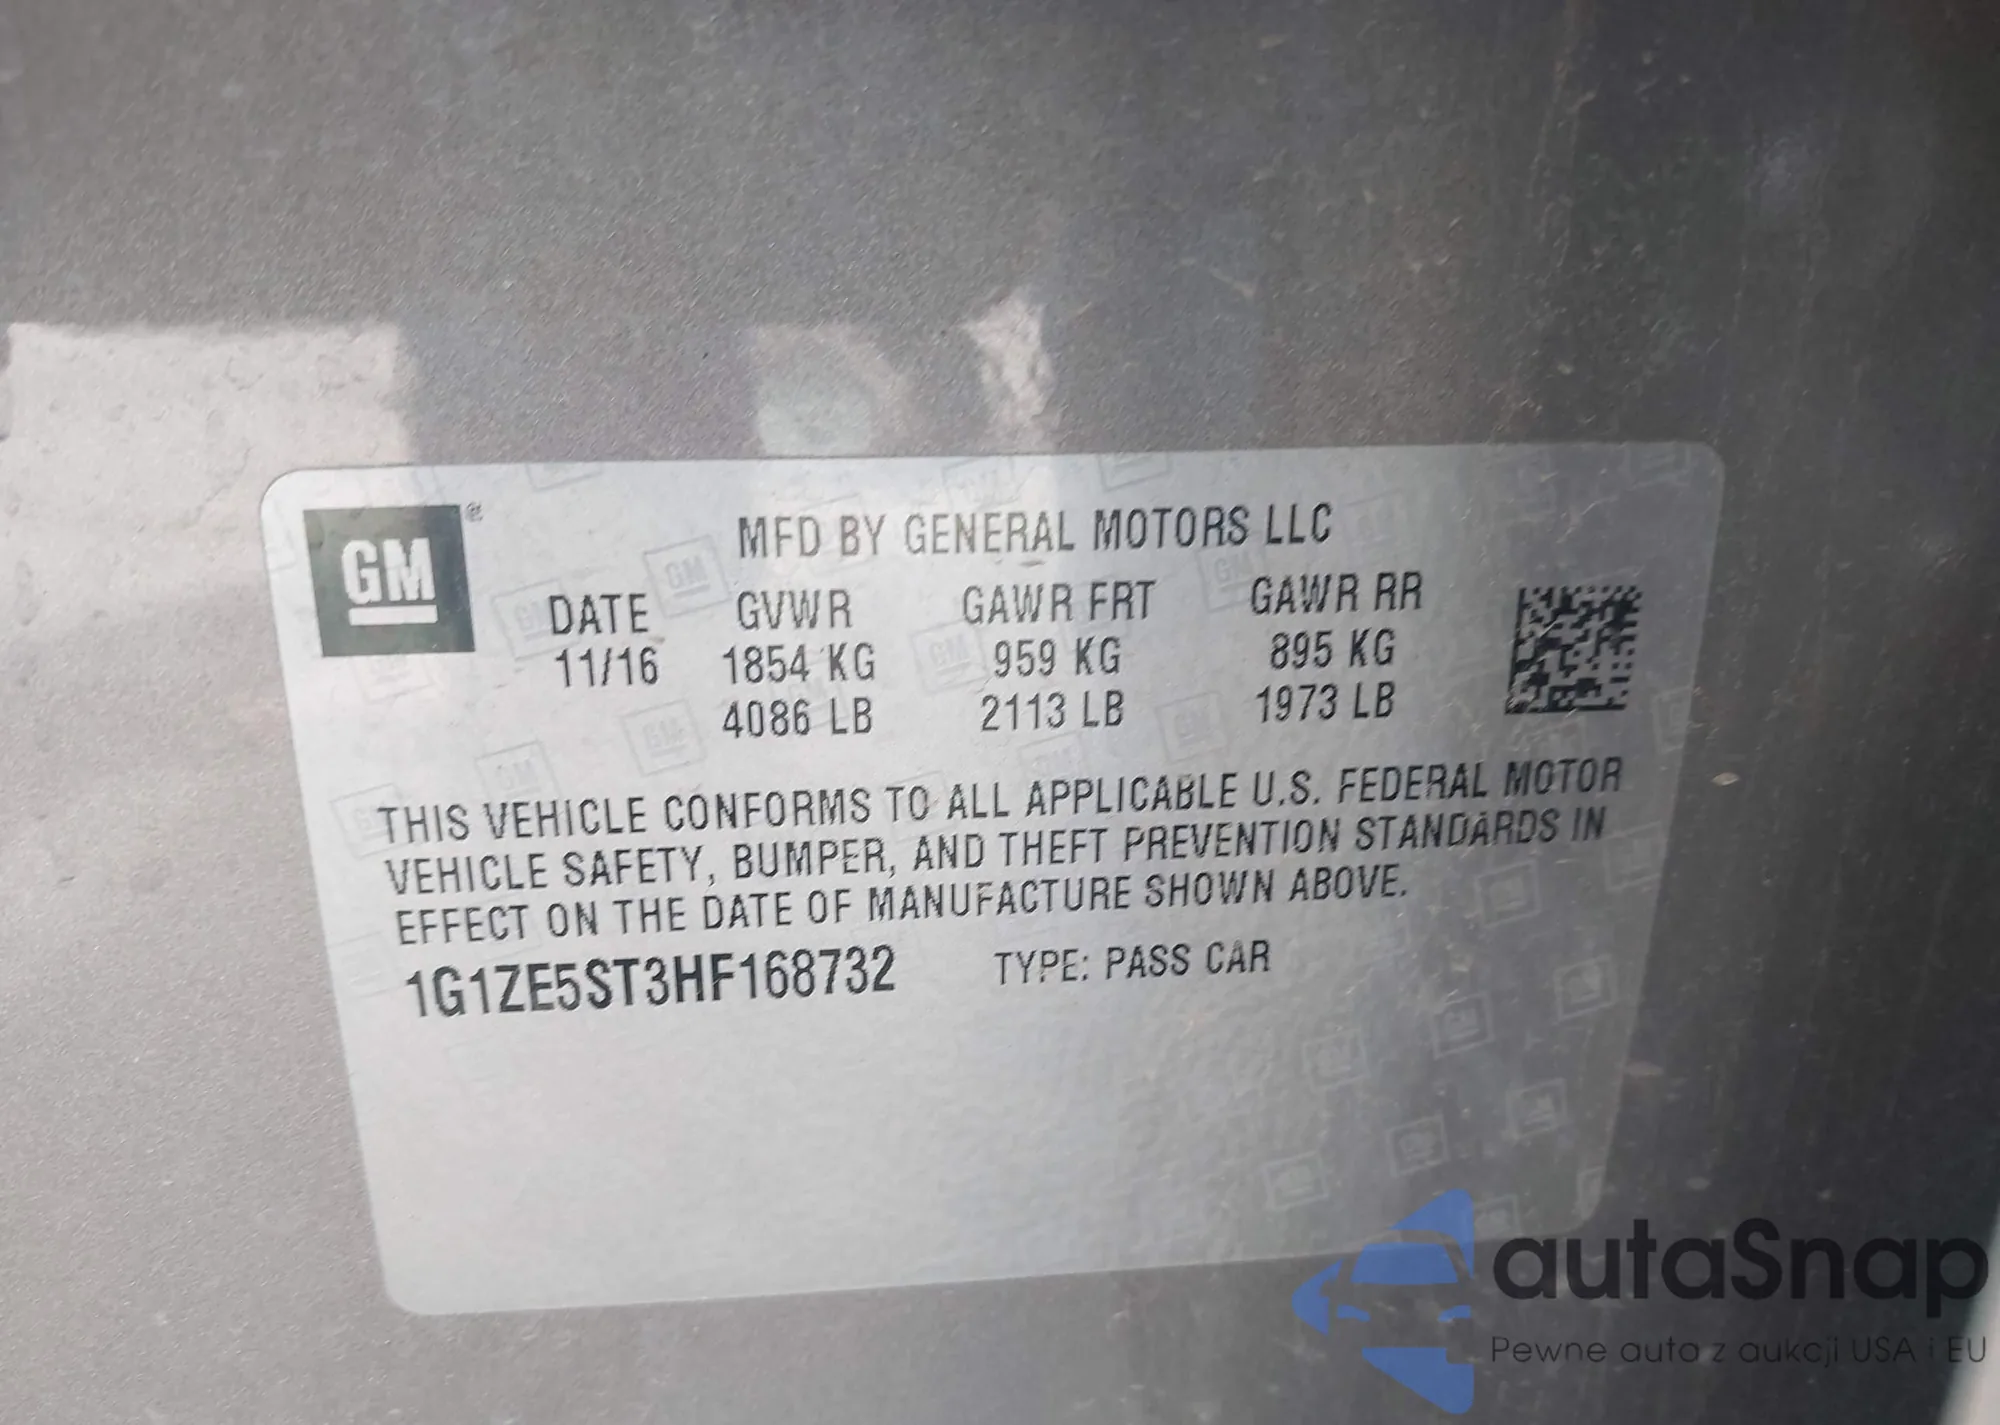 GM ®
MFD BY GENERAL MOTORS LLC
DATE GVWR GAWR FRT GAWR RR
11/16 1854 KG 959 KG 895 KG
4086 LB 2113 LB 1973 LB
THIS VEHICLE CONFORMS TO ALL APPLICABLE U.S. FEDERAL MOTOR
VEHICLE SAFETY, BUMPER, AND THEFT PREVENTION STANDARDS IN
EFFECT ON THE DATE OF MANUFACTURE SHOWN ABOVE.
1G1ZE5ST3HF168732 TYPE: PASS CAR
autaSnap
Pewne auta z aukcji USA i EU